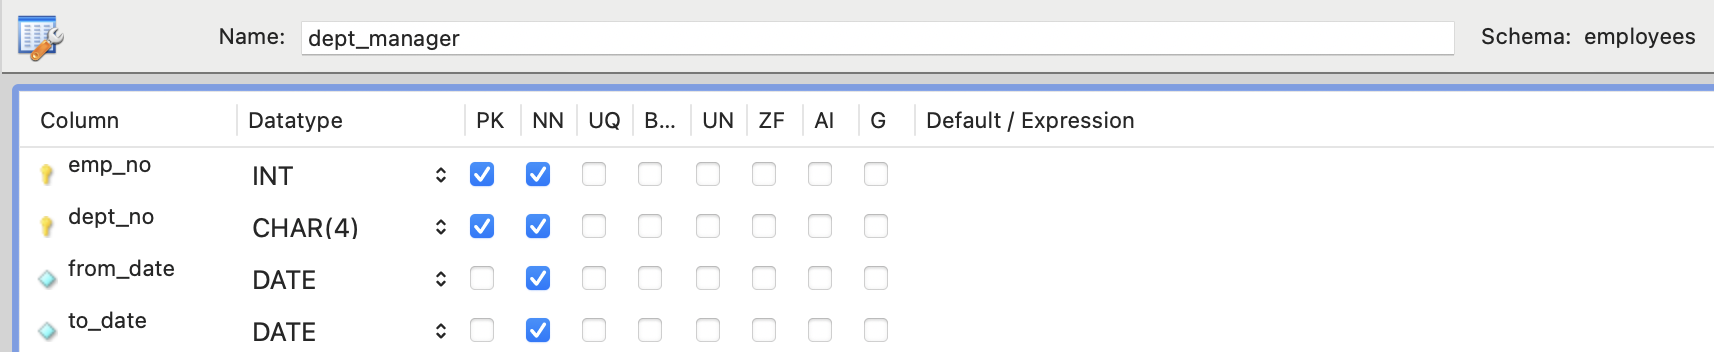 Name: dept_manager Schema: employees
Column Datatype PK NN UQ B... UN ZF AI G Default / Expression
emp_no INT
dept_no CHAR(4)
from_date DATE
to_date DATE